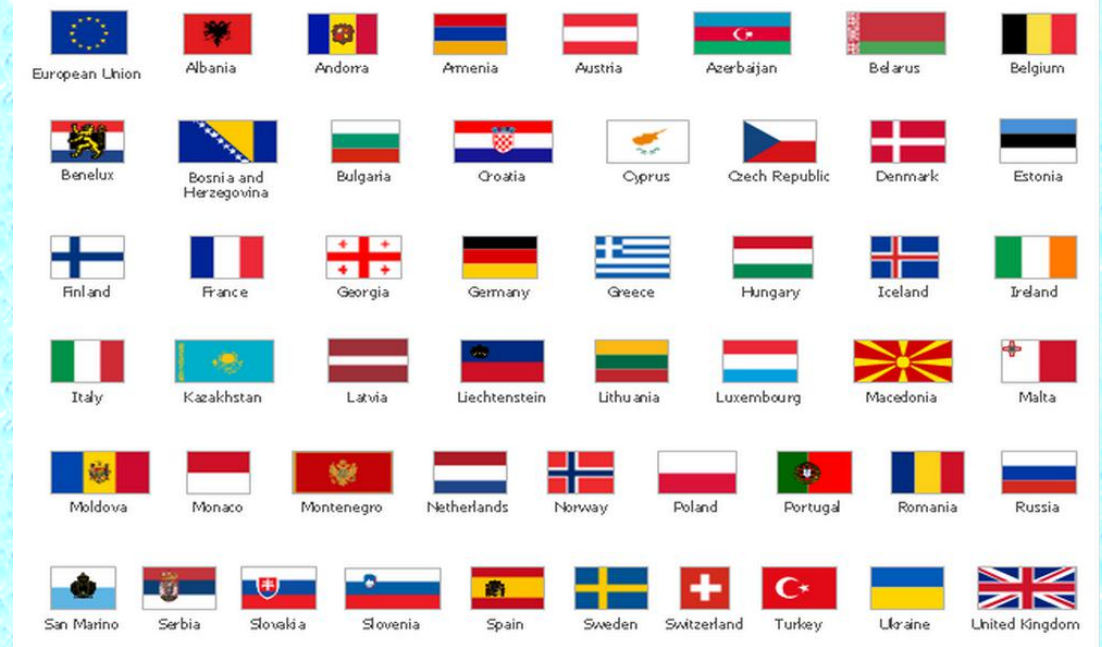 European Union Albania Andorra Armenia Austria Azerbaijan Belarus Belgium
Benelux Bosnia and Herzegovina Bulgaria Croatia Cyprus Czech Republic Denmark Estonia
Finland France Georgia Germany Greece Hungary Iceland Ireland
Italy Kazakhstan Latvia Liechtenstein Lithuania Luxembourg Macedonia Malta
Moldova Monaco Montenegro Netherlands Norway Poland Portugal Romania Russia
San Marino Serbia Slovakia Slovenia Spain Sweden Switzerland Turkey Ukraine United Kingdom